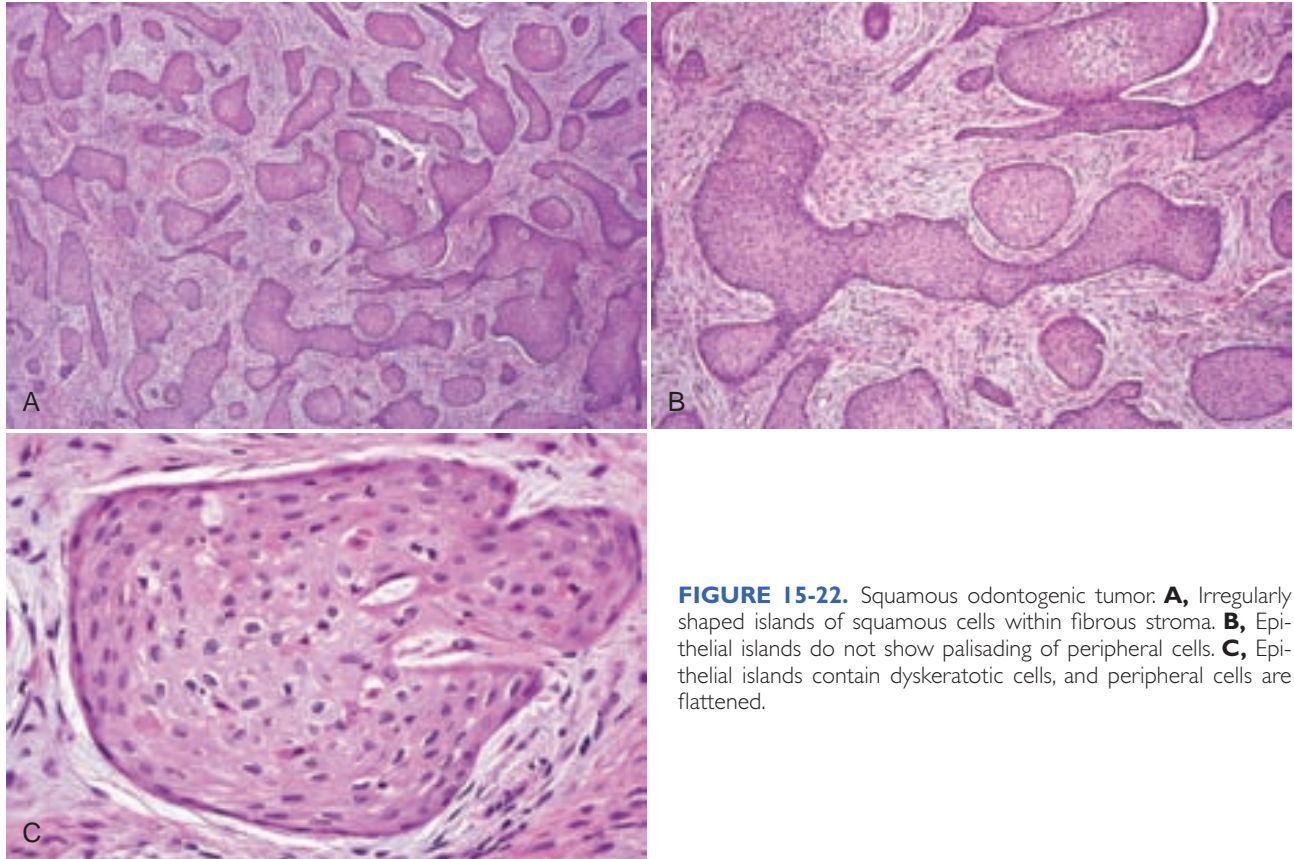 A
B
C
FIGURE 15-22. Squamous odontogenic tumor. A, Irregularly
shaped islands of squamous cells within fibrous stroma. B, Epi-
thelial islands do not show palisading of peripheral cells. C, Epi-
thelial islands contain dyskeratotic cells, and peripheral cells are
flattened.